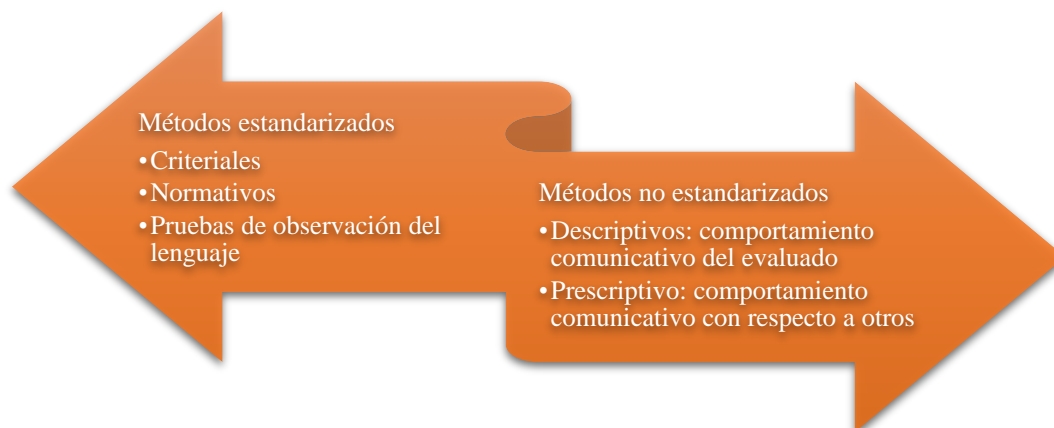 Métodos estandarizados
•Criteriales
•Normativos
•Pruebas de observación del
lenguaje
Métodos no estandarizados
•Descriptivos: comportamiento
comunicativo del evaluado
•Prescriptivo: comportamiento
comunicativo con respecto a otros